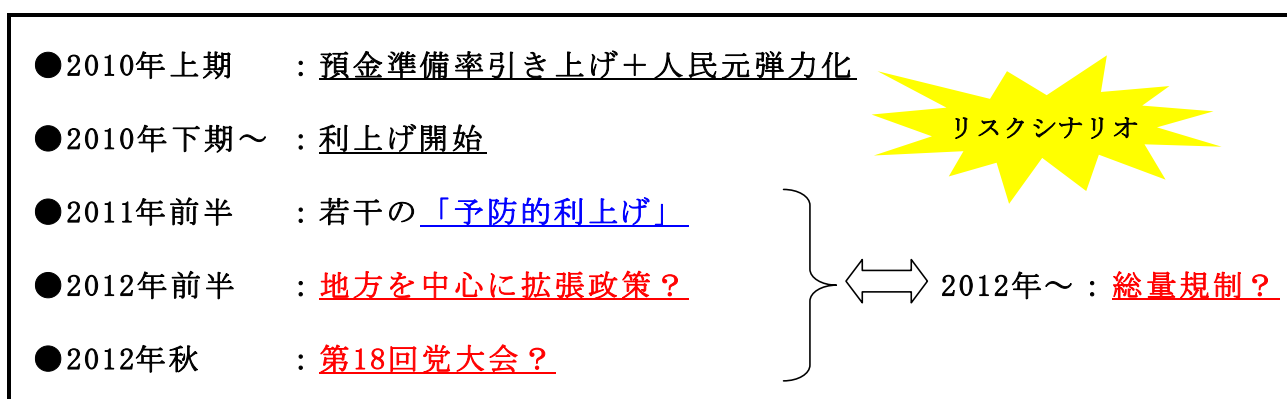 ●2010年上期 :預金準備率引き上げ+人民元弾力化
リスクシナリオ
●2010年下期~ :利上げ開始
●2011年前半 :若干の「予防的利上げ」
●2012年前半 :地方を中心に拡張政策?
2012年~:総量規制?
●2012年秋 :第18回党大会?